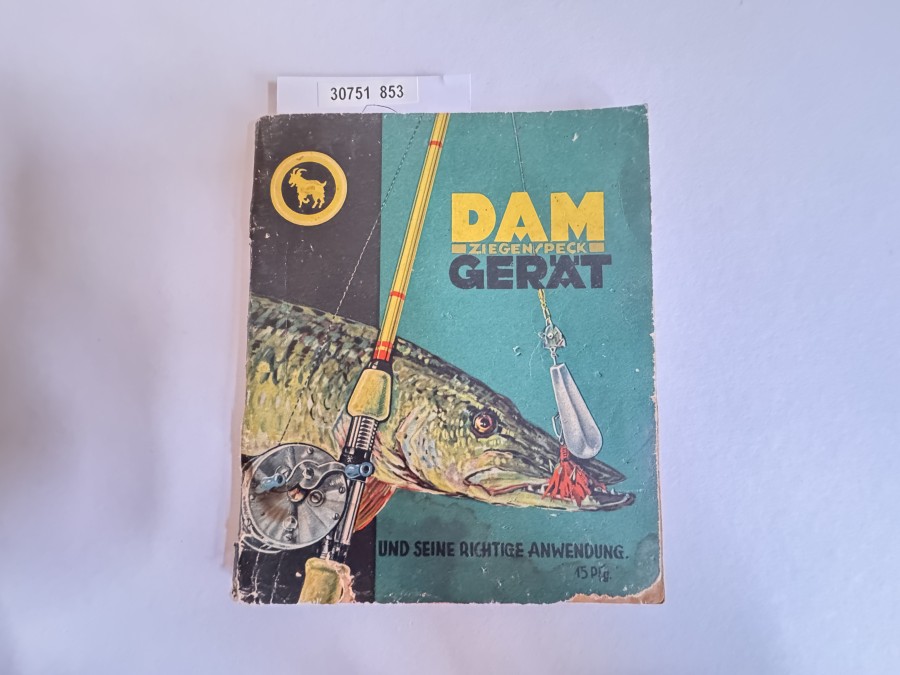 30751 853
DAM
ZIEGENSPECK
GERÄT
UND SEINE RICHTIGE ANWENDUNG.
15 Pfg.